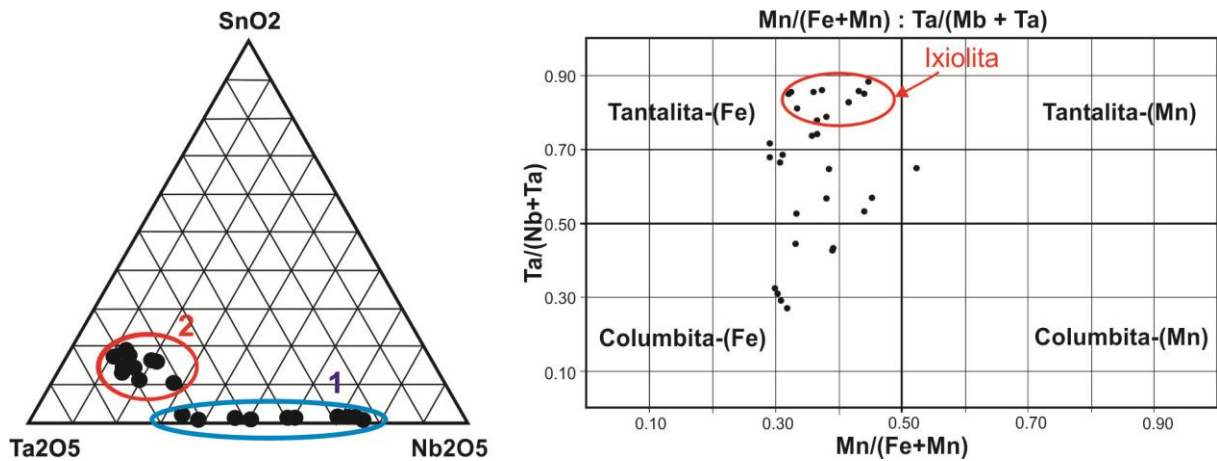 SnO2
2
1
Ta2O5
Nb2O5
Mn/(Fe+Mn) : Ta/(Mb + Ta)
Ixiolita
Tantalita-(Fe)
Tantalita-(Mn)
Columbita-(Fe)
Columbita-(Mn)
Ta/(Nb+Ta)
0.90
0.70
0.50
0.30
0.10
0.10
0.30
0.50
0.70
0.90
Mn/(Fe+Mn)